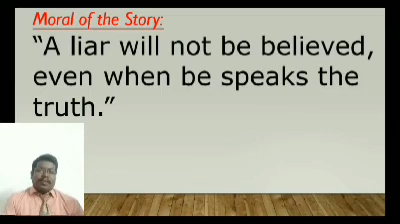 Moral of the Story:
“A liar will not be believed,
even when be speaks the
truth.”